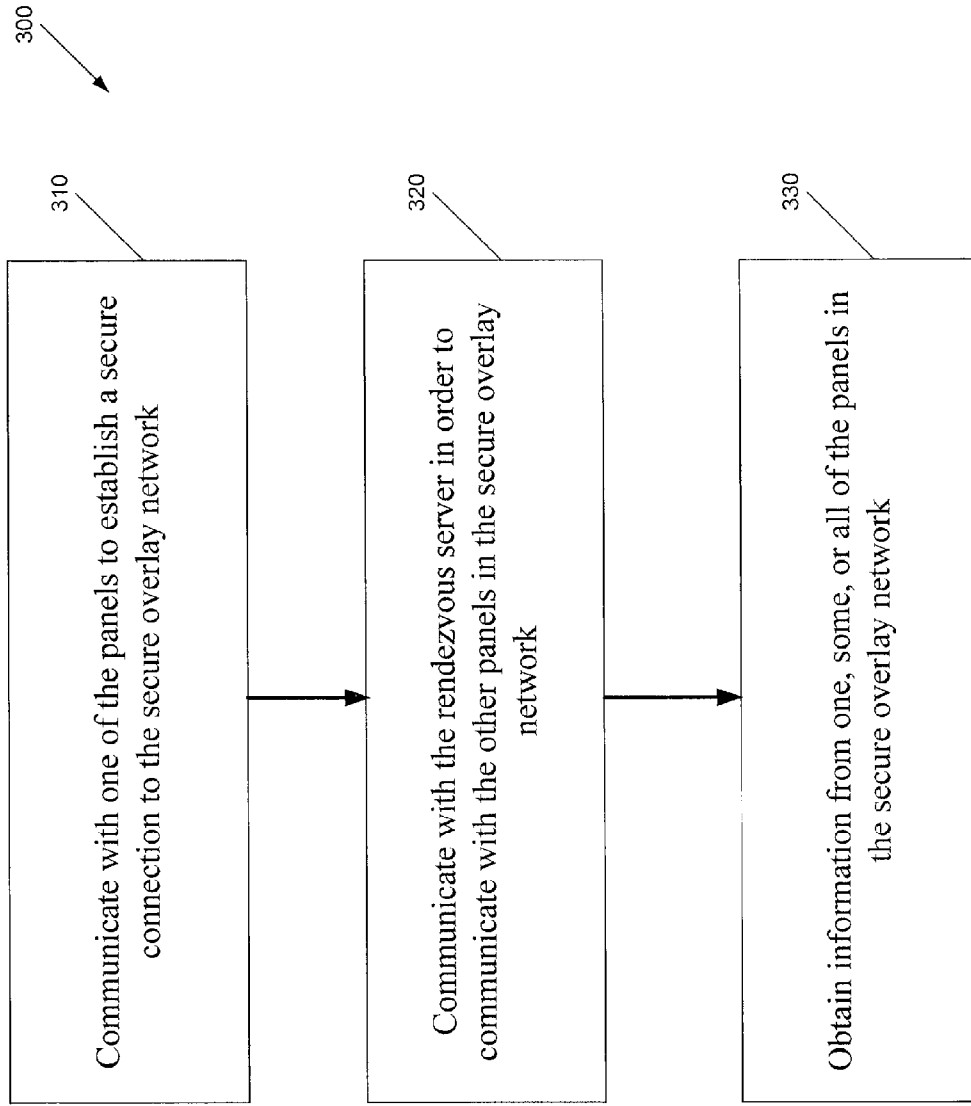 300
310
Communicate with one of the panels to establish a secure
connection to the secure overlay network
320
Communicate with the rendezvous server in order to
communicate with the other panels in the secure overlay
network
330
Obtain information from one, some, or all of the panels in
the secure overlay network